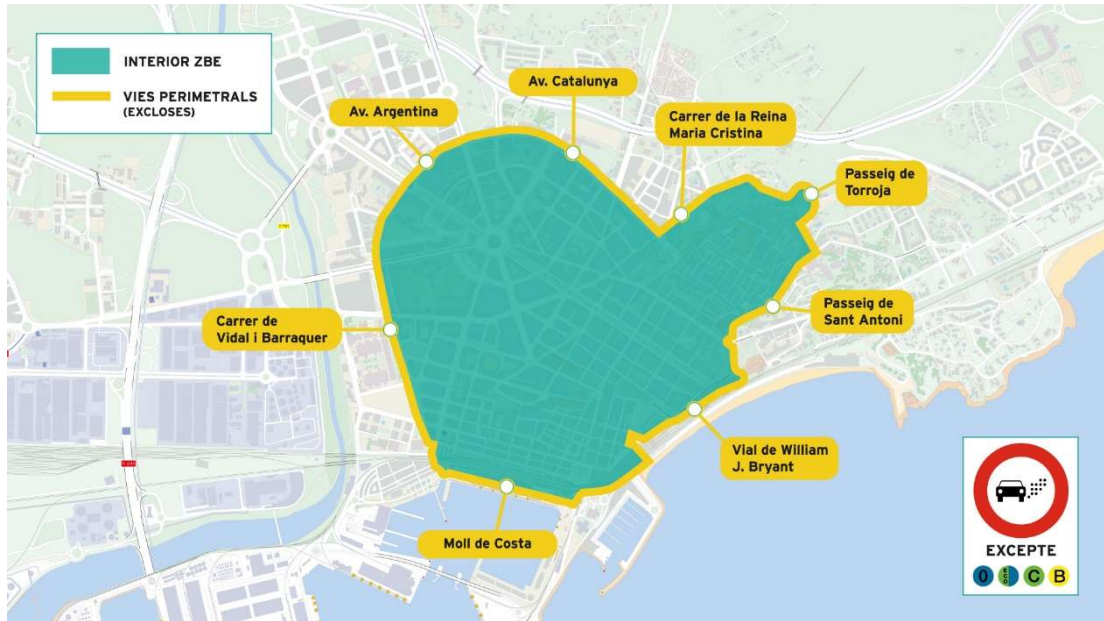 INTERIOR ZBE
VIES PERIMETRALS
(EXCLOSES)
Av. Argentina
Av. Catalunya
Carrer de la Reina
Maria Cristina
Passeig de
Torroja
Carrer de
Vidal i Barraquer
Passeig de
Sant Antoni
Vial de William
J. Bryant
Moll de Costa
EXCEPTE
0 ECO C B